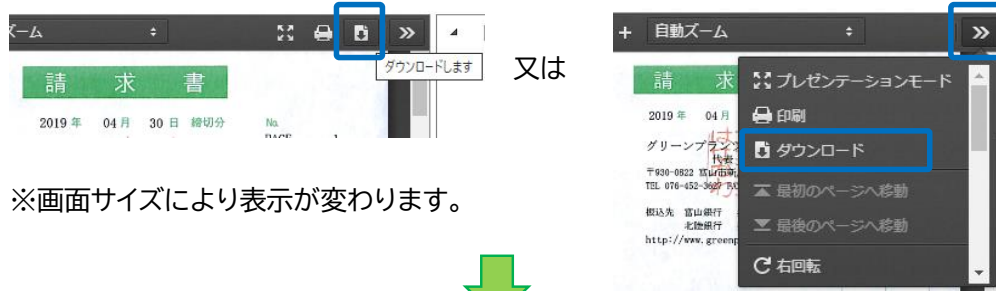 ズーム
ダウンロードします
請 求 書
2019 年 04 月 30 日 締切分
No.
又は
※画面サイズにより表示が変わります。
+ 自動ズーム
請 求
2019 年 04 月
グリーンプラン
代表
〒930-0822 富山市
TEL 076-452-3627
振込先 富山銀行
北陸銀行
http://www.greenp
プレゼンテーションモード
印刷
ダウンロード
最初のページへ移動
最後のページへ移動
右回転